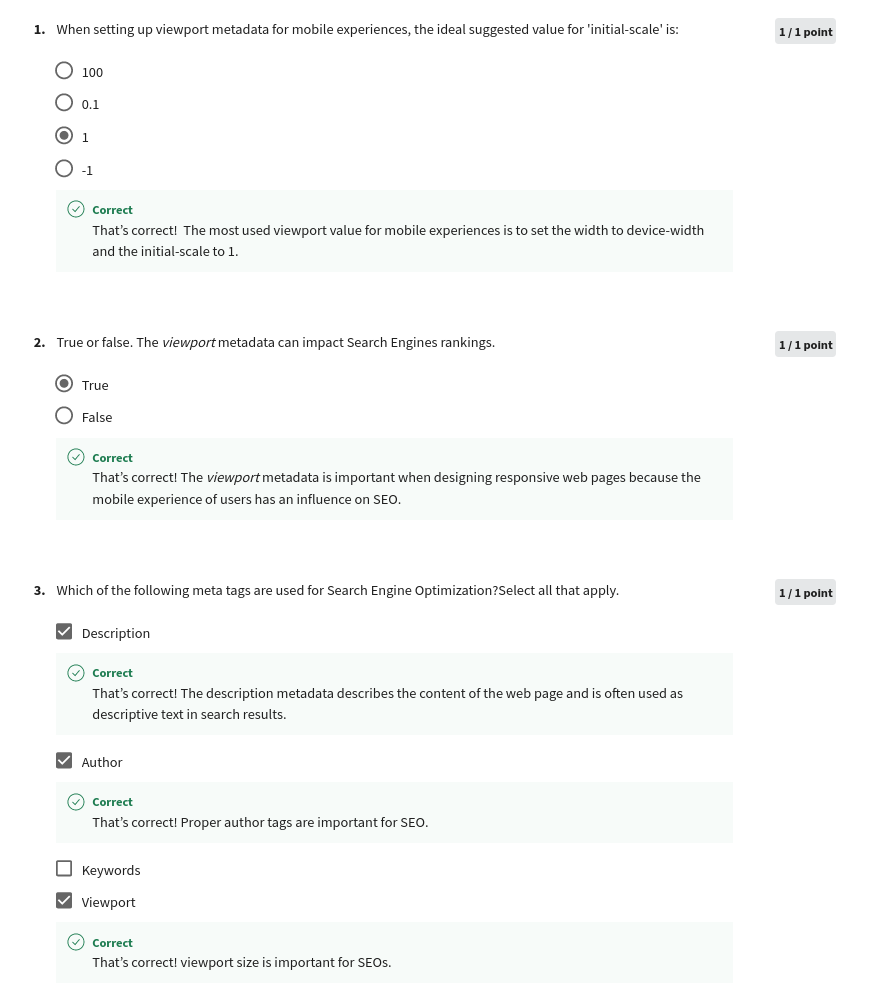 1. When setting up viewport metadata for mobile experiences, the ideal suggested value for 'initial-scale' is:
1 / 1 point
100
0.1
1
-1
Correct
That's correct!  The most used viewport value for mobile experiences is to set the width to device-width
and the initial-scale to 1.
2. True or false. The viewport metadata can impact Search Engines rankings.
1 / 1 point
True
False
Correct
That's correct! The viewport metadata is important when designing responsive web pages because the
mobile experience of users has an influence on SEO.
3. Which of the following meta tags are used for Search Engine Optimization?Select all that apply.
1 / 1 point
Description
Correct
That's correct! The description metadata describes the content of the web page and is often used as
descriptive text in search results.
Author
Correct
That's correct! Proper author tags are important for SEO.
Keywords
Viewport
Correct
That's correct! viewport size is important for SEOs.